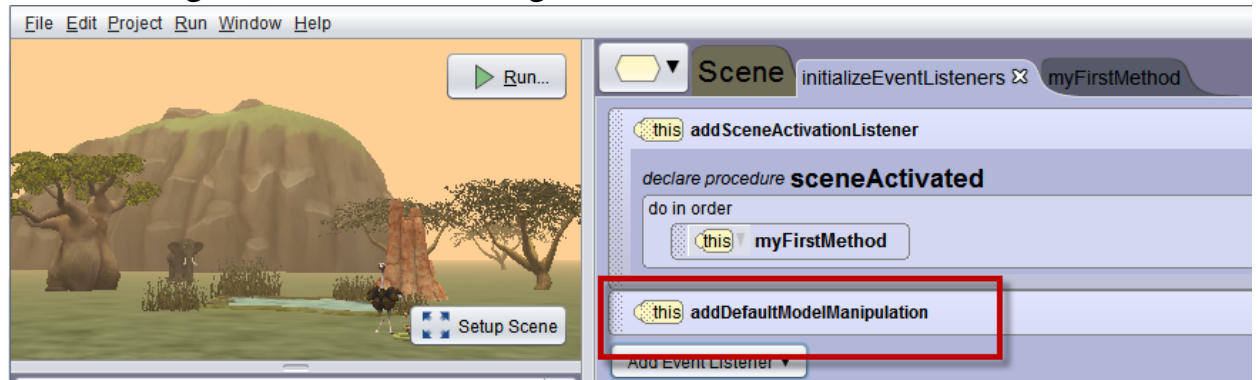 File Edit Project Run Window Help
Run...
Setup Scene
Scene initializeEventListeners myFirstMethod
this addSceneActivationListener
declare procedure sceneActivated
do in order
this myFirstMethod
this addDefaultModelManipulation
Add Event Listener